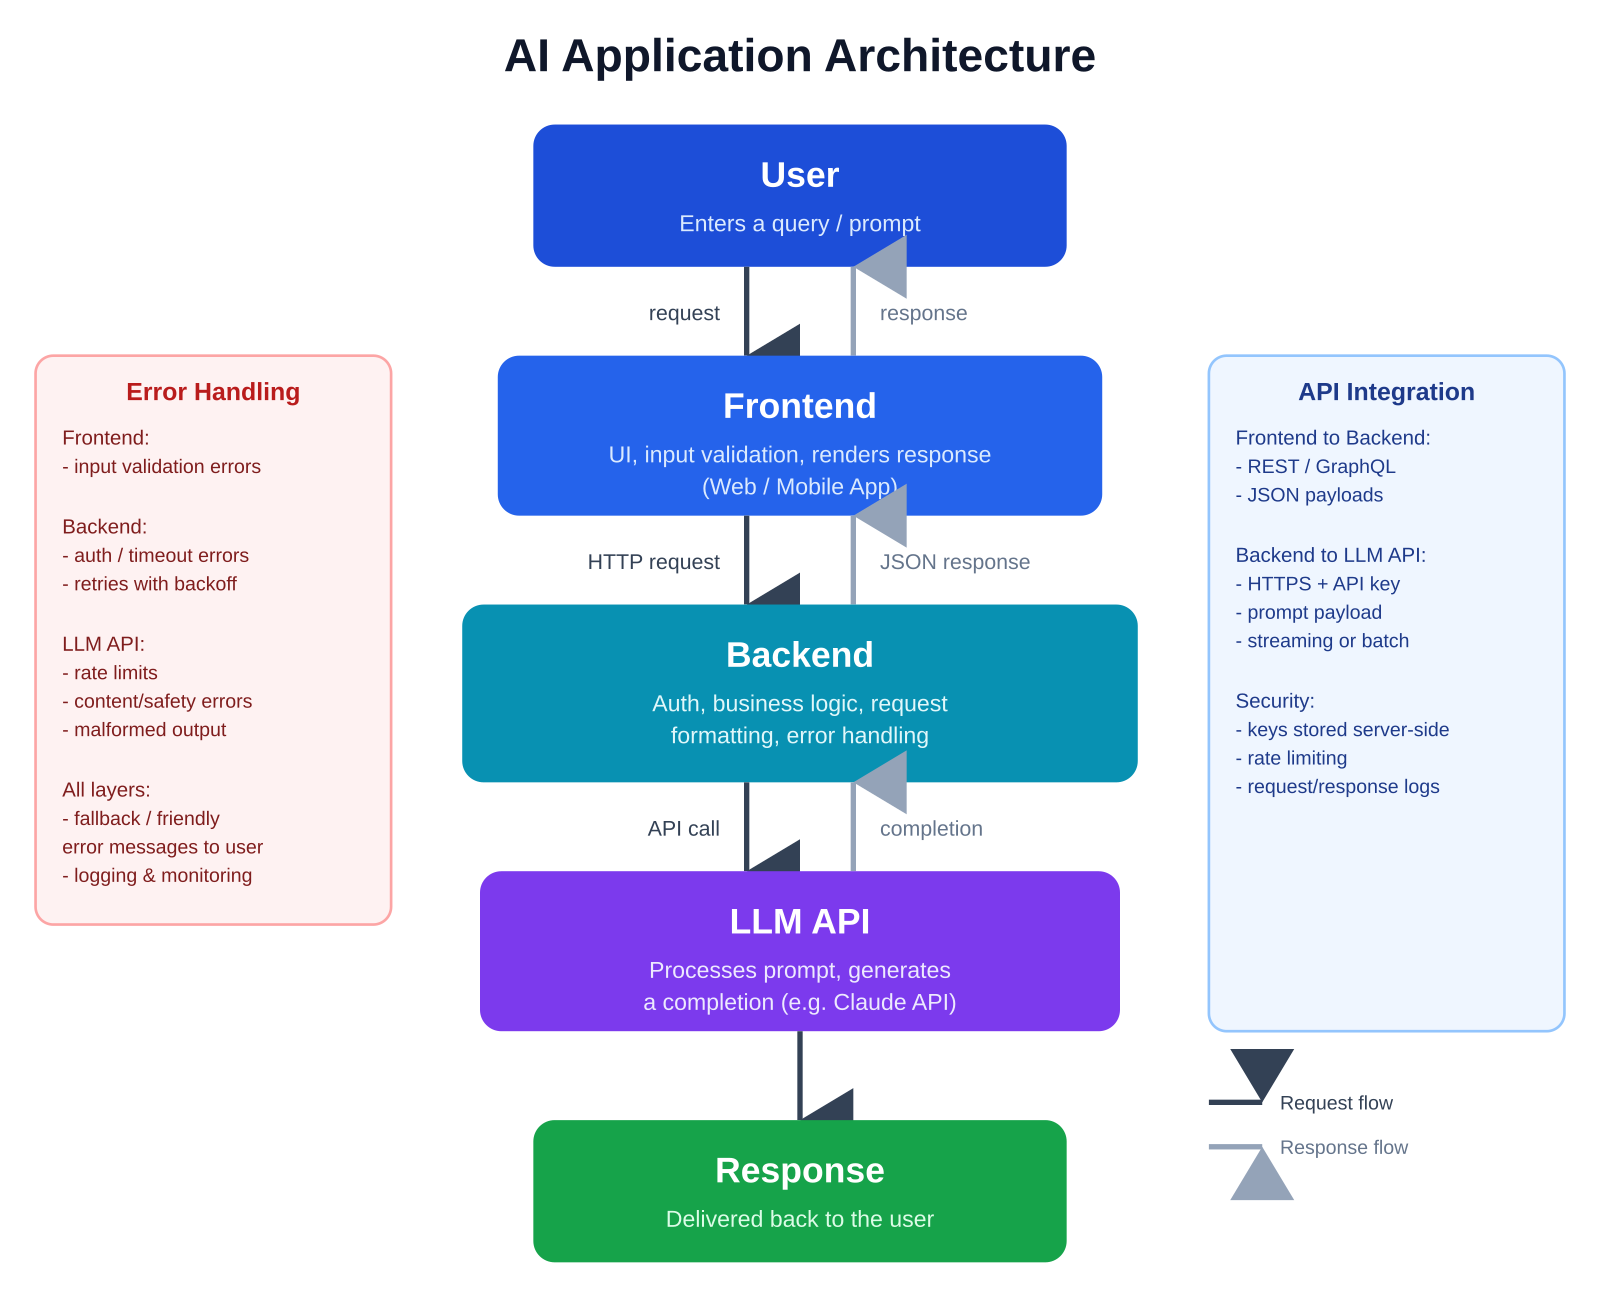 AI Application Architecture
User
Enters a query / prompt
request
response
Frontend
UI, input validation, renders response
(Web / Mobile App)
HTTP request
JSON response
Backend
Auth, business logic, request
formatting, error handling
API call
completion
LLM API
Processes prompt, generates
a completion (e.g. Claude API)
Response
Delivered back to the user
Error Handling
Frontend:
- input validation errors
Backend:
- auth / timeout errors
- retries with backoff
LLM API:
- rate limits
- content/safety errors
- malformed output
All layers:
- fallback / friendly
error messages to user
- logging & monitoring
API Integration
Frontend to Backend:
- REST / GraphQL
- JSON payloads
Backend to LLM API:
- HTTPS + API key
- prompt payload
- streaming or batch
Security:
- keys stored server-side
- rate limiting
- request/response logs
Request flow
Response flow